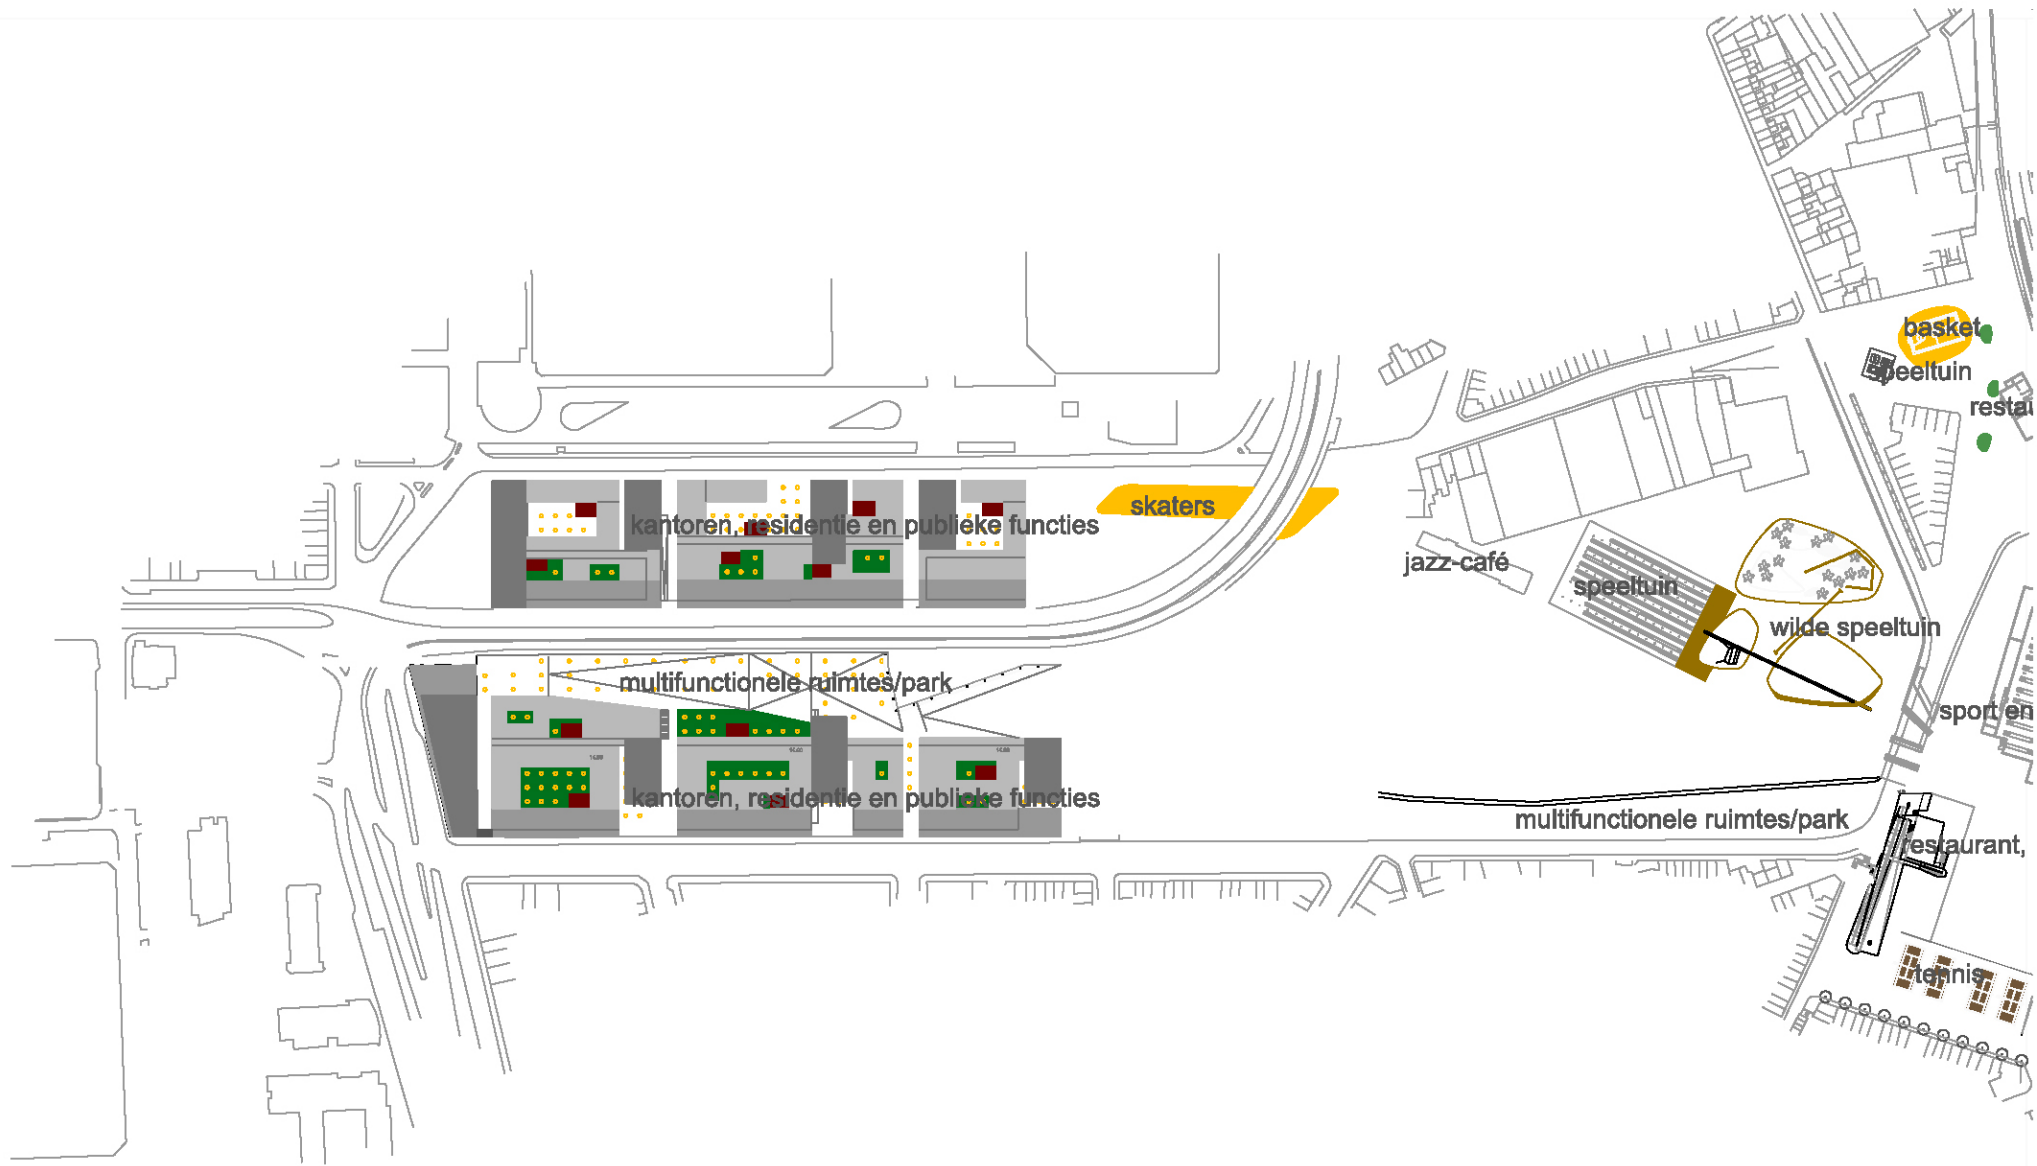 basket
speeltuin
restau
skaters
kantoren, residentie en publieke functies
jazz-café
speeltuin
wilde speeltuin
multifunctionele ruimtes/park
sport en
kantoren, residentie en publieke functies
multifunctionele ruimtes/park
restaurant,
tennis